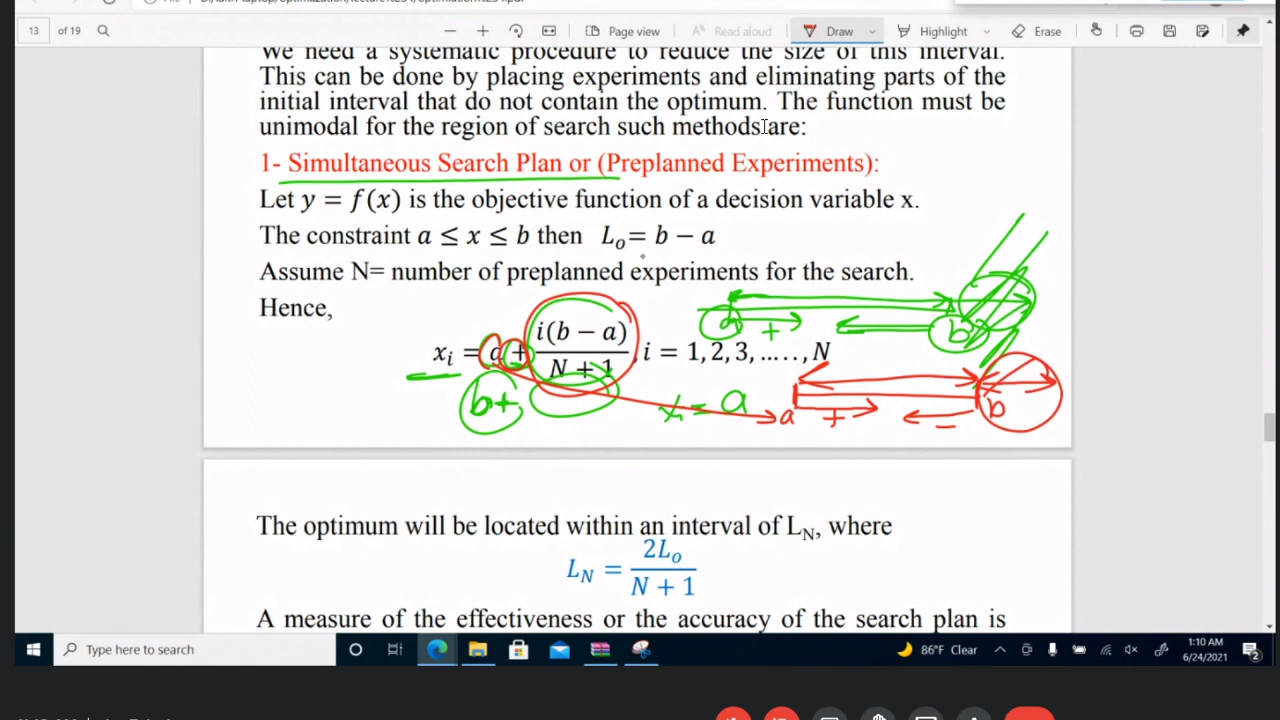 13 of 19 Page view Read aloud Draw Highlight Erase
We need a systematic procedure to reduce the size of this interval.
This can be done by placing experiments and eliminating parts of the
initial interval that do not contain the optimum. The function must be
unimodal for the region of search such methods are:
1- Simultaneous Search Plan or (Preplanned Experiments):
Let y = f(x) is the objective function of a decision variable x.
The constraint a ≤ x ≤ b then L_o = b − a
Assume N= number of preplanned experiments for the search.
Hence,
a + b
x_i = a + i(b − a) / N + 1 , i = 1, 2, 3, ….., N
b+ x = a a + − b
The optimum will be located within an interval of L_N, where
L_N = 2L_o / N + 1
A measure of the effectiveness or the accuracy of the search plan is
Type here to search 86°F Clear 1:10 AM
6/24/2021 2